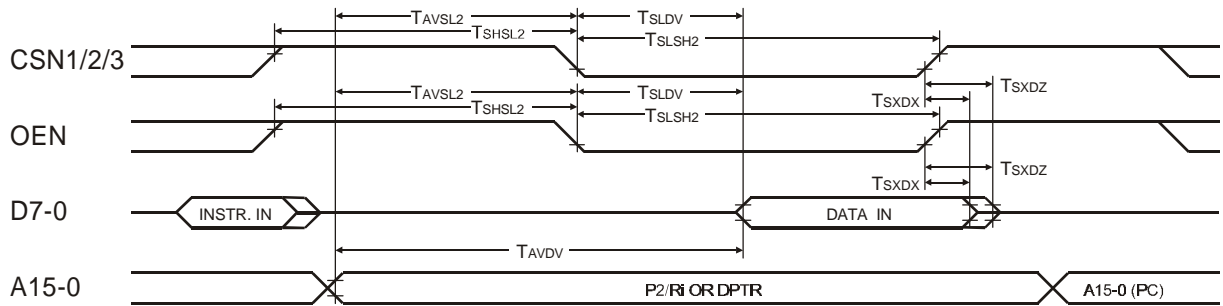 TAVSL2 TSLDV
TSHSL2 TSLSH2
CSN1/2/3
TSXDZ
TAVSL2 TSLDV TSXDX
TSHSL2 TSLSH2
OEN
TSXDZ
TSXDX
D7-0 INSTR. IN DATA IN
TAVDV
A15-0 P2/Ri OR DPTR A15-0 (PC)